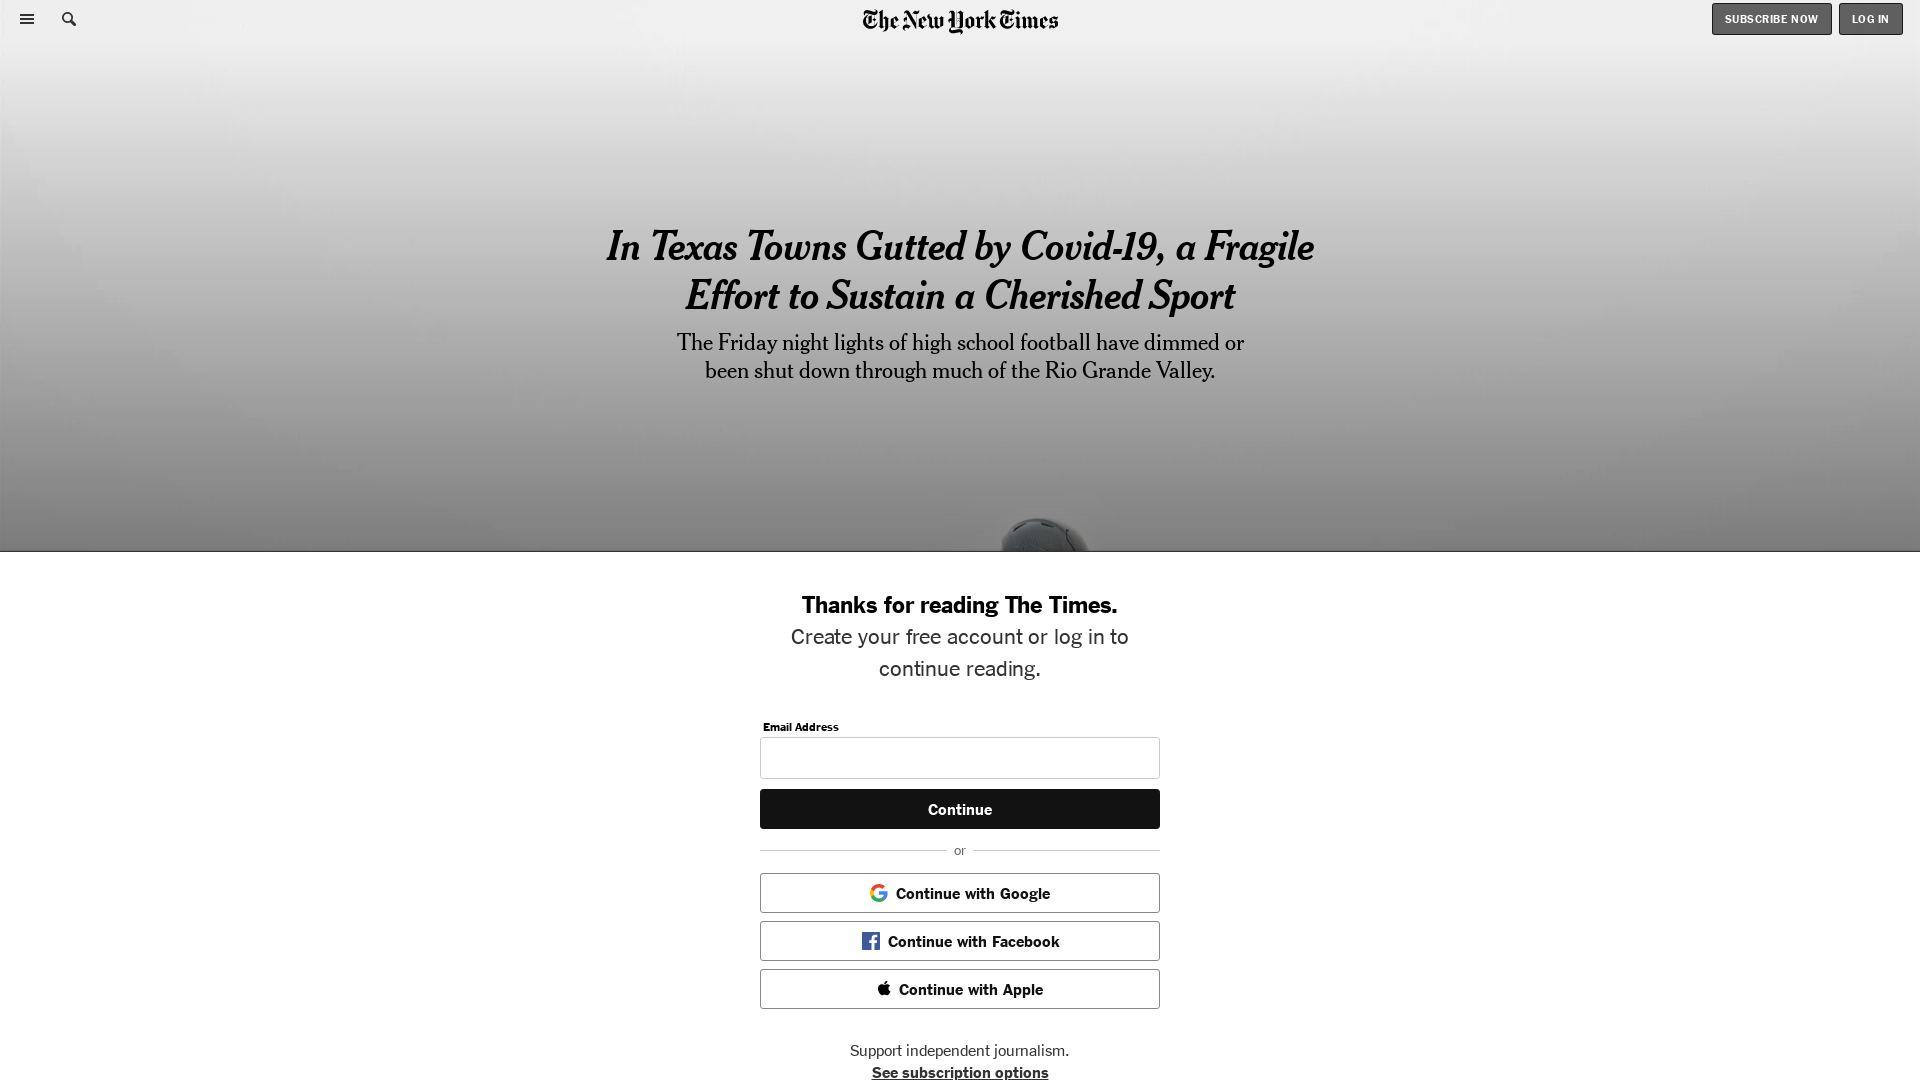 The New York Times
SUBSCRIBE NOW
LOG IN
In Texas Towns Gutted by Covid-19, a Fragile
Effort to Sustain a Cherished Sport
The Friday night lights of high school football have dimmed or
been shut down through much of the Rio Grande Valley.
Thanks for reading The Times.
Create your free account or log in to
continue reading.
Email Address
Continue
or
Continue with Google
Continue with Facebook
Continue with Apple
Support independent journalism.
See subscription options